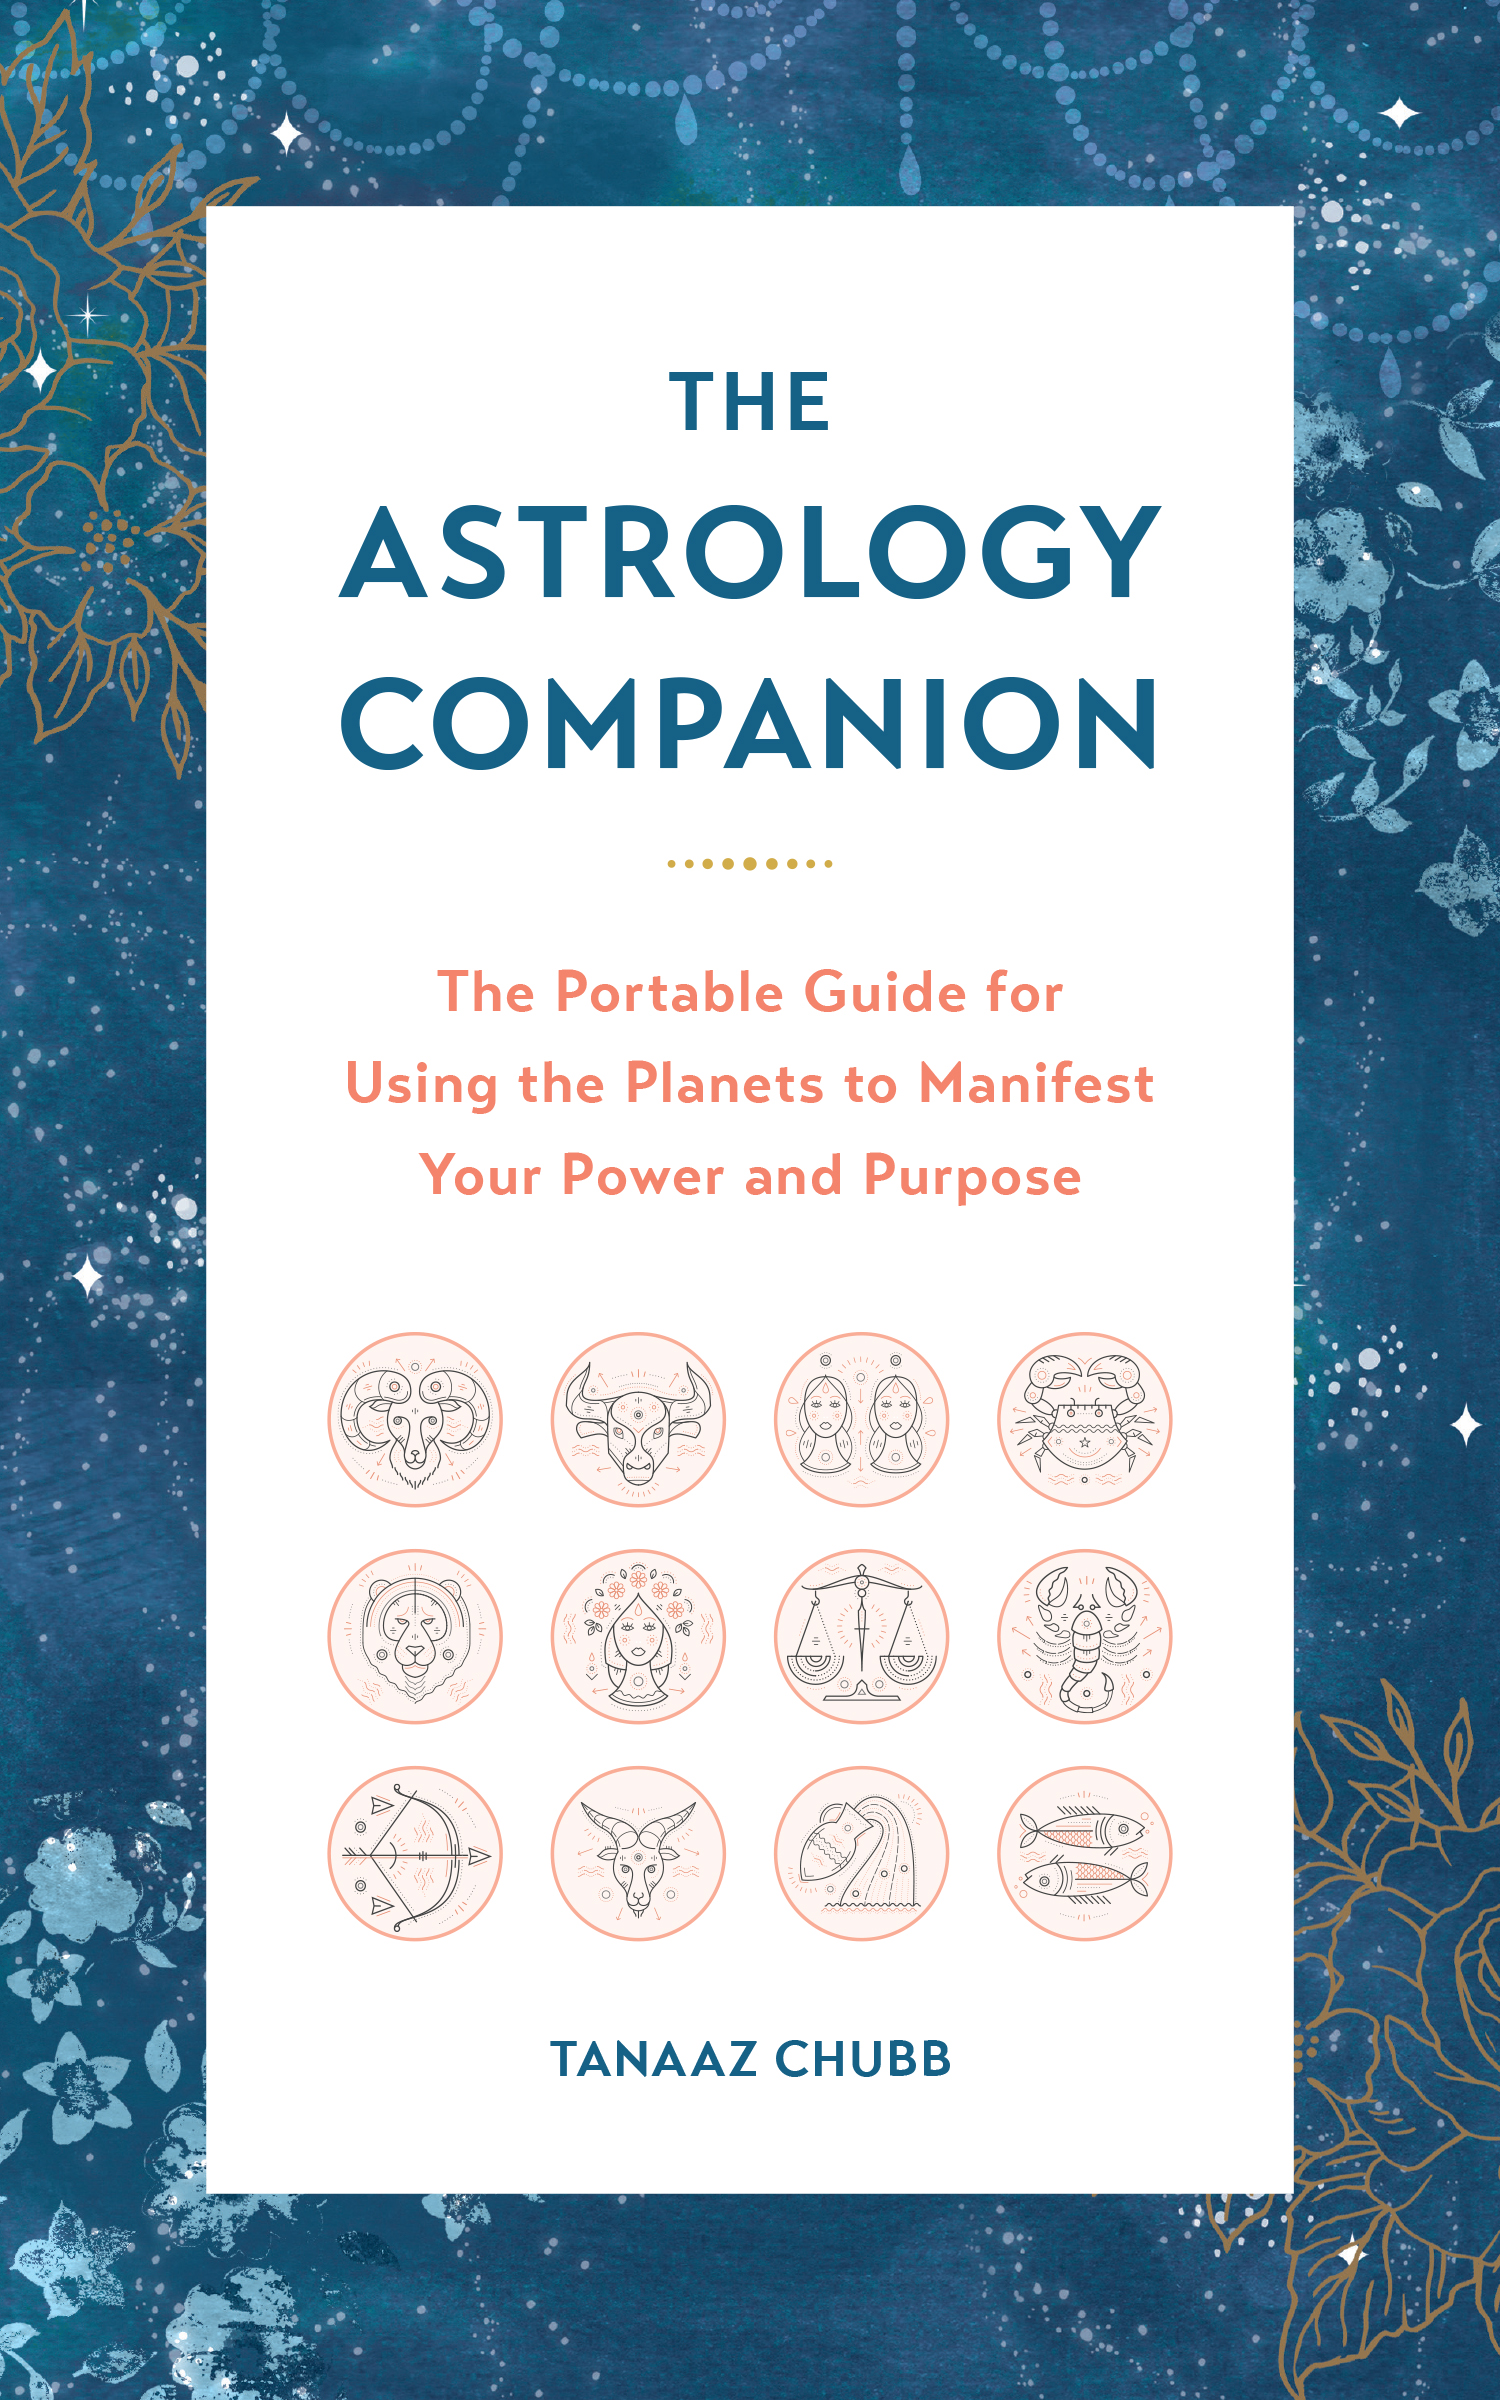 THE
ASTROLOGY
COMPANION
The Portable Guide for
Using the Planets to Manifest
Your Power and Purpose
TANAAZ CHUBB